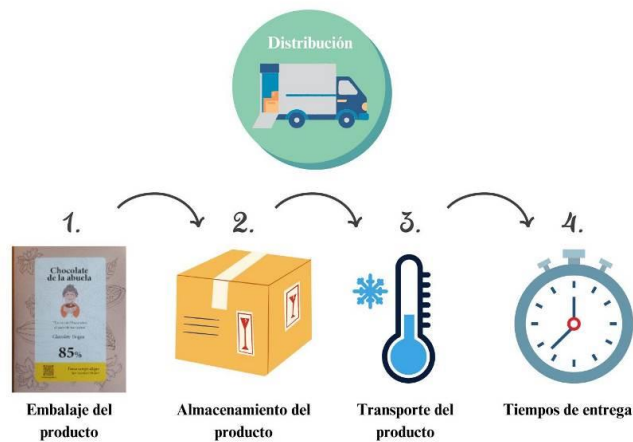 Distribución
1.
2.
3.
4.
Chocolate
de la abuela
85%
Embalaje del
producto
Almacenamiento del
producto
Transporte del
producto
Tiempos de entrega